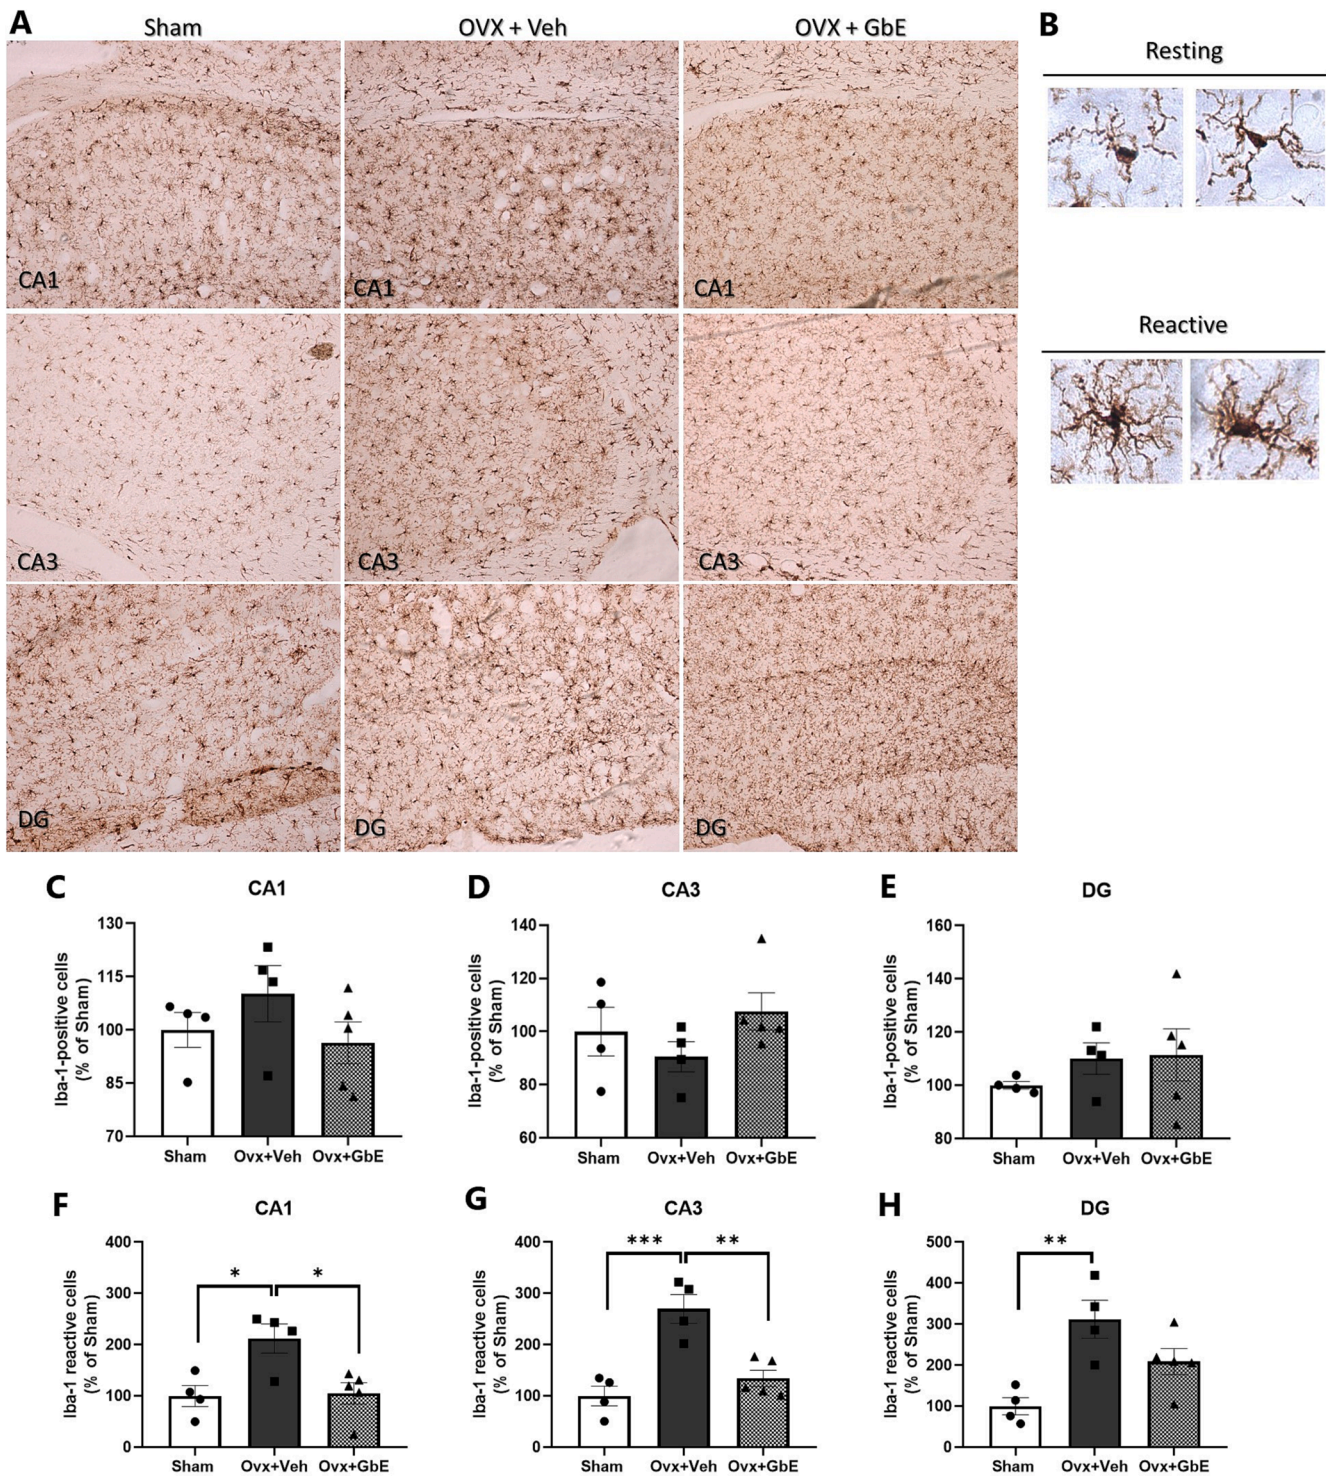 A
Sham
OVX + Veh
OVX + GbE
B
Resting
Reactive
CA1
CA1
CA1
CA3
CA3
CA3
DG
DG
DG
C
CA1
130
115
100
85
70
Iba-1-positive cells
(% of Sham)
Sham
Ovx+Veh
Ovx+GbE
D
CA3
140
120
100
80
60
Iba-1-positive cells
(% of Sham)
Sham
Ovx+Veh
Ovx+GbE
E
DG
160
140
120
100
80
Iba-1-positive cells
(% of Sham)
Sham
Ovx+Veh
Ovx+GbE
F
CA1
400
300
200
100
0
Iba-1 reactive cells
(% of Sham)
*
*
Sham
Ovx+Veh
Ovx+GbE
G
CA3
400
300
200
100
0
Iba-1 reactive cells
(% of Sham)
***
**
Sham
Ovx+Veh
Ovx+GbE
H
DG
500
400
300
200
100
0
Iba-1 reactive cells
(% of Sham)
**
Sham
Ovx+Veh
Ovx+GbE